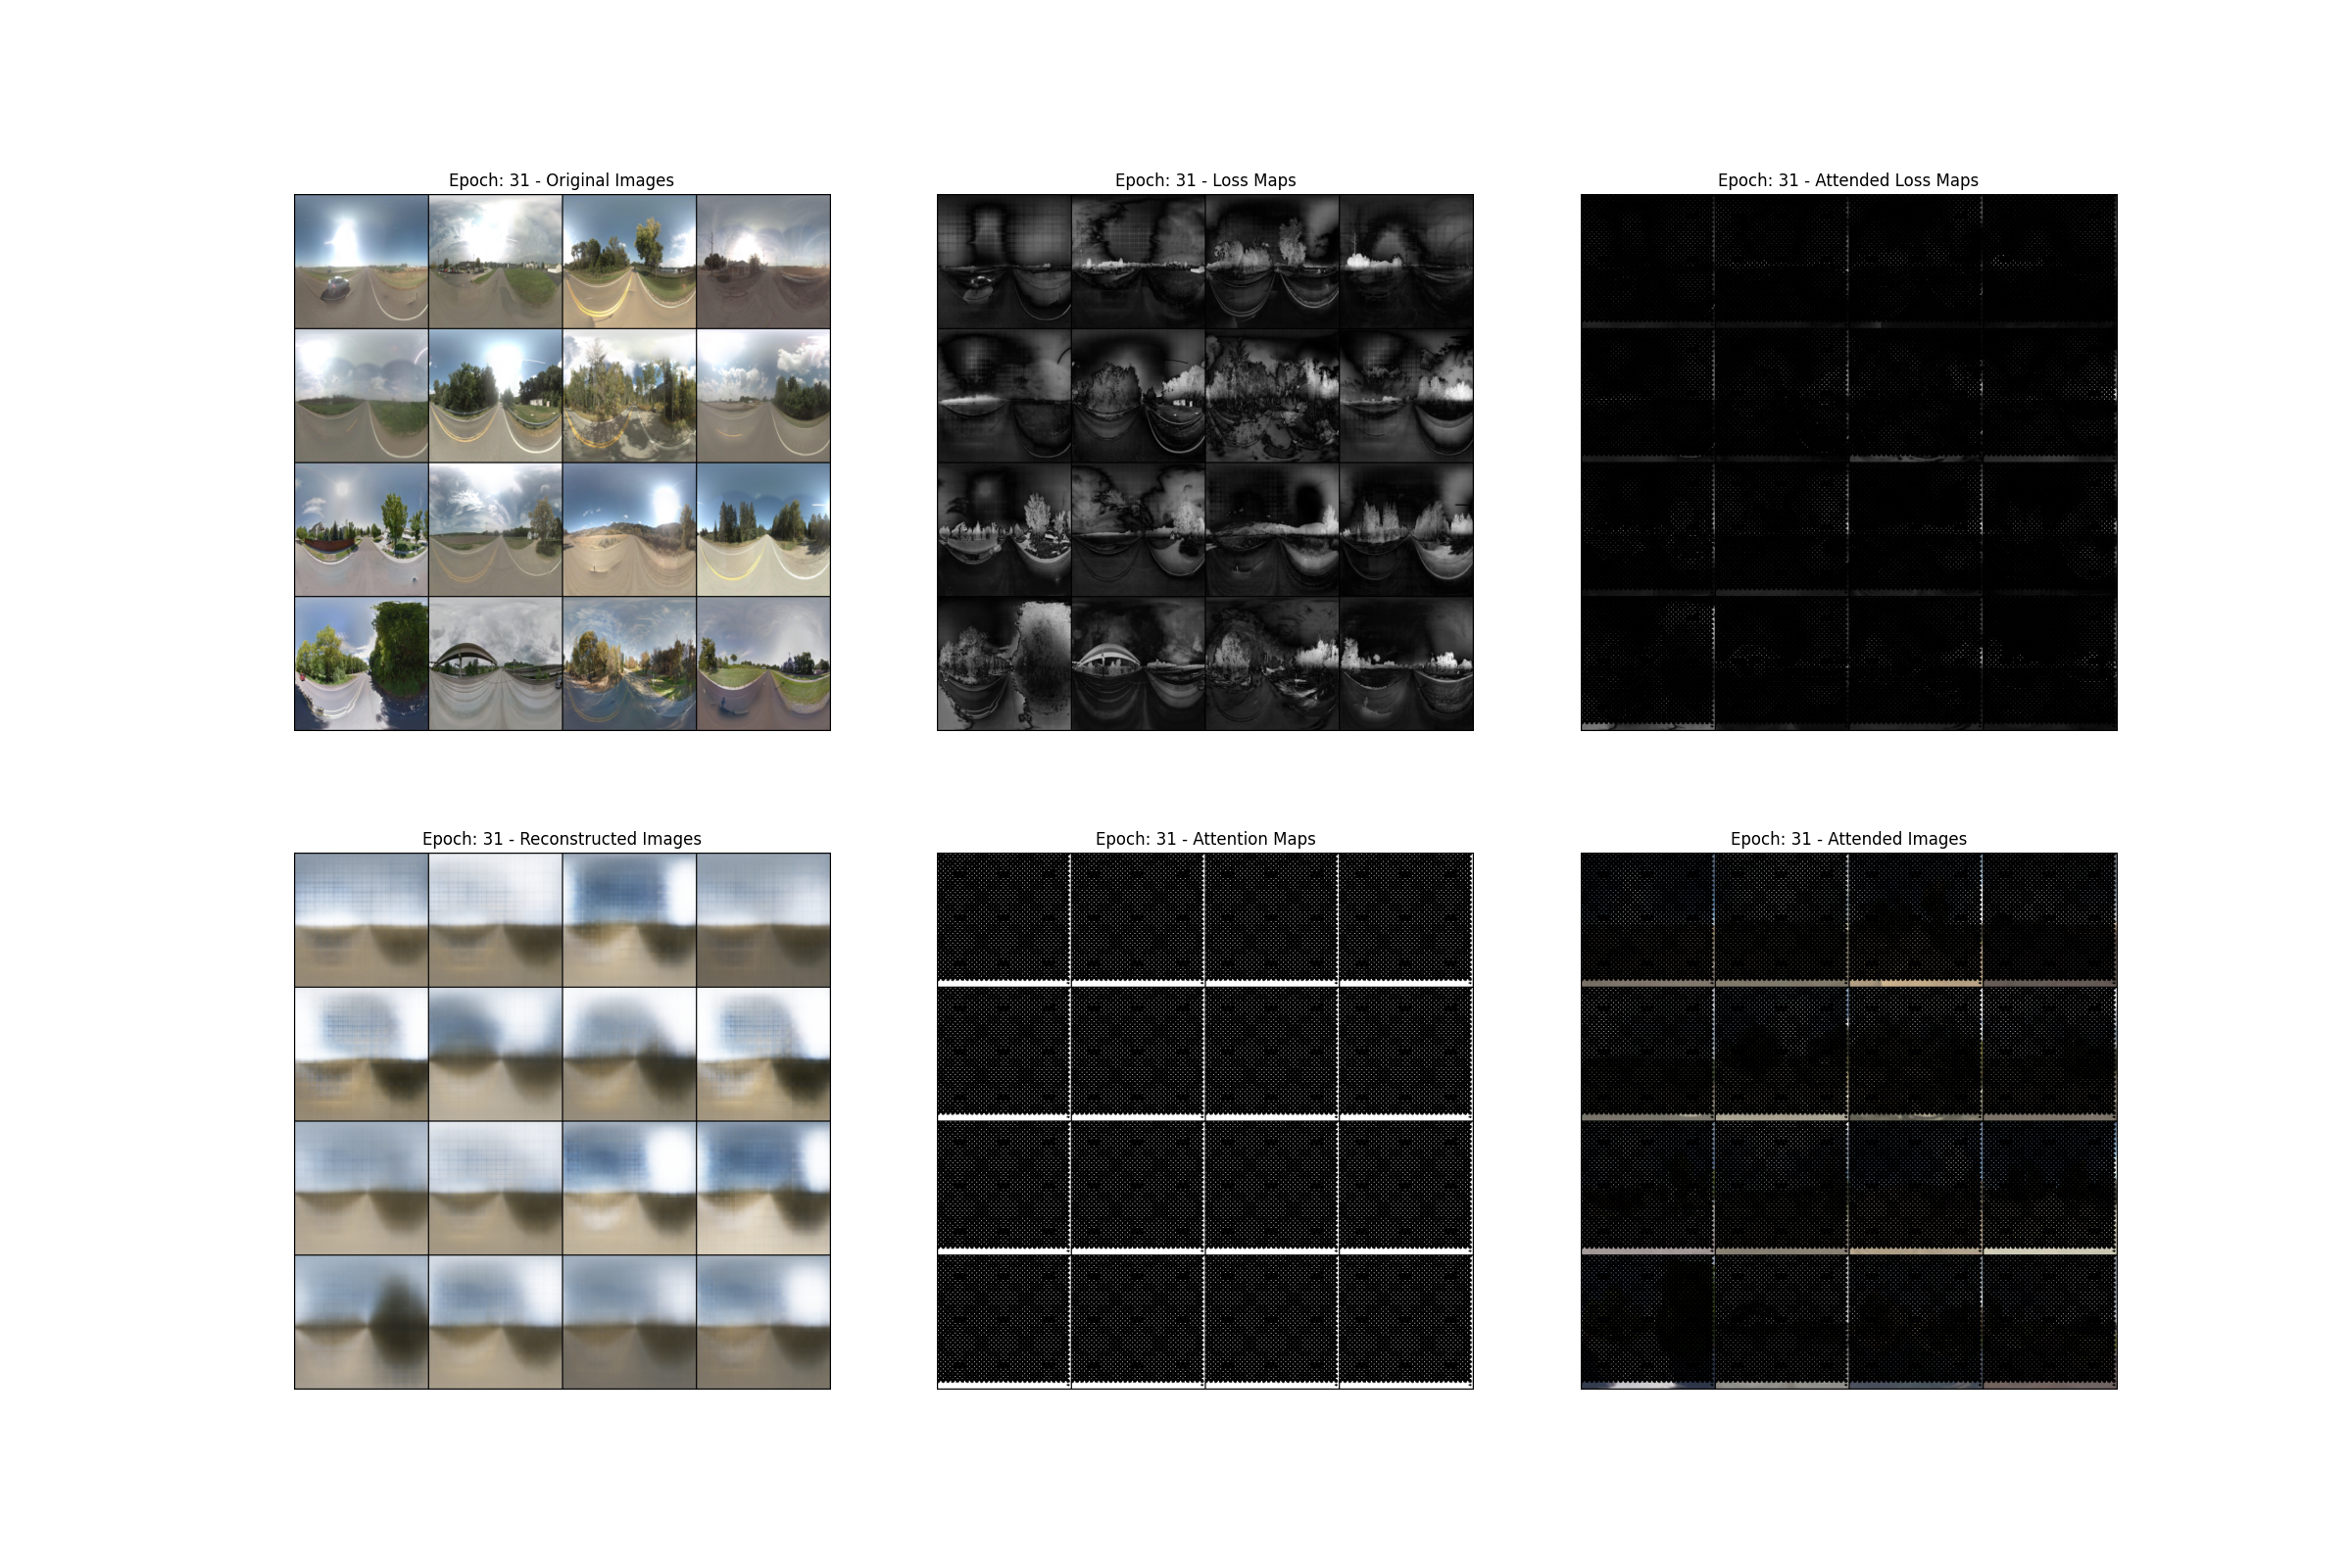 Epoch: 31 - Original Images
Epoch: 31 - Loss Maps
Epoch: 31 - Attended Loss Maps
Epoch: 31 - Reconstructed Images
Epoch: 31 - Attention Maps
Epoch: 31 - Attended Images